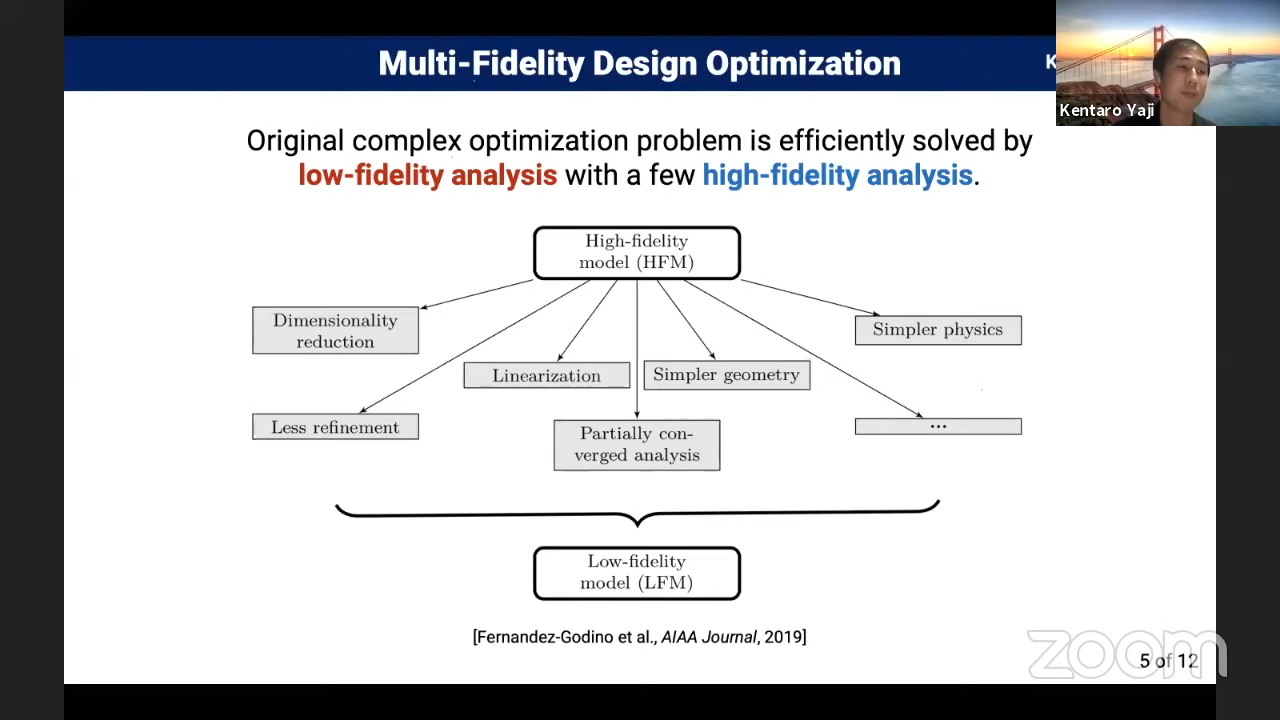 Multi-Fidelity Design Optimization
K
Kentaro Yaji
Original complex optimization problem is efficiently solved by
low-fidelity analysis with a few high-fidelity analysis.
High-fidelity
model (HFM)
Dimensionality
reduction
Simpler physics
Linearization
Simpler geometry
Less refinement
Partially con-
verged analysis
...
Low-fidelity
model (LFM)
[Fernandez-Godino et al., AIAA Journal, 2019]
zoom
5 of 12